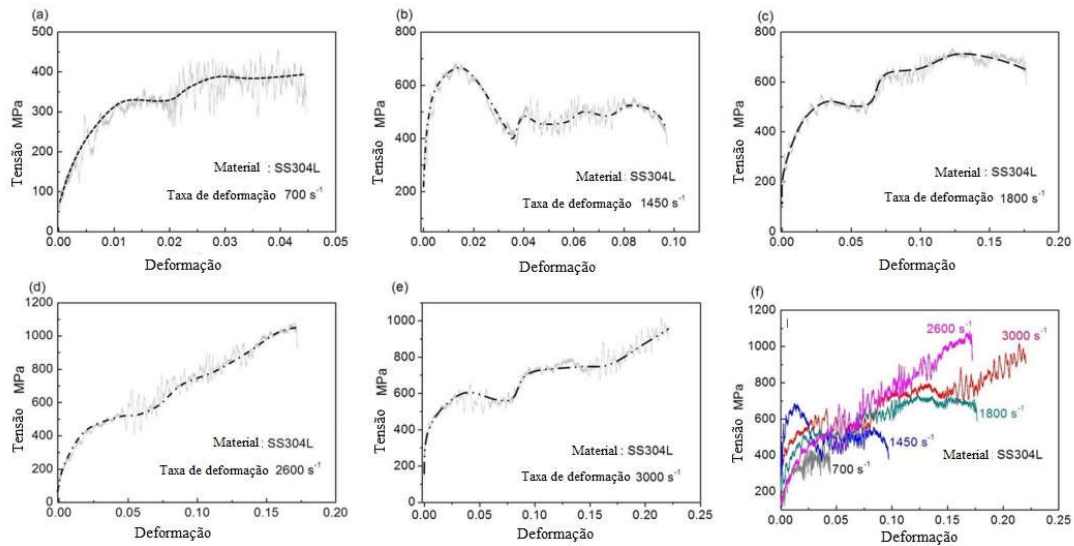 (a)
500
400
300
200
100
0
Tensão MPa
Material : SS304L
Taxa de deformação 700 s⁻¹
0.00 0.01 0.02 0.03 0.04 0.05
Deformação
(b)
800
600
400
200
Tensão MPa
Material: SS304L
Taxa de deformação 1450 s⁻¹
0.00 0.02 0.04 0.06 0.08 0.10
Deformação
(c)
800
600
400
200
0
Tensão MPa
Material: SS304L
Taxa de deformação 1800 s⁻¹
0.00 0.05 0.10 0.15 0.20
Deformação
(d)
1200
1000
800
600
400
200
0
Tensão MPa
Material: SS304L
Taxa de deformação 2600 s⁻¹
0.00 0.05 0.10 0.15 0.20
Deformação
(e)
1000
800
600
400
200
0
Tensão MPa
Material: SS304L
Taxa de deformação 3000 s⁻¹
0.00 0.05 0.10 0.15 0.20 0.25
Deformação
(f)
1200
1000
800
600
400
200
Tensão MPa
2600 s⁻¹
3000 s⁻¹
1800 s⁻¹
1450 s⁻¹
700 s⁻¹
Material: SS304L
0.00 0.05 0.10 0.15 0.20 0.25
Deformação